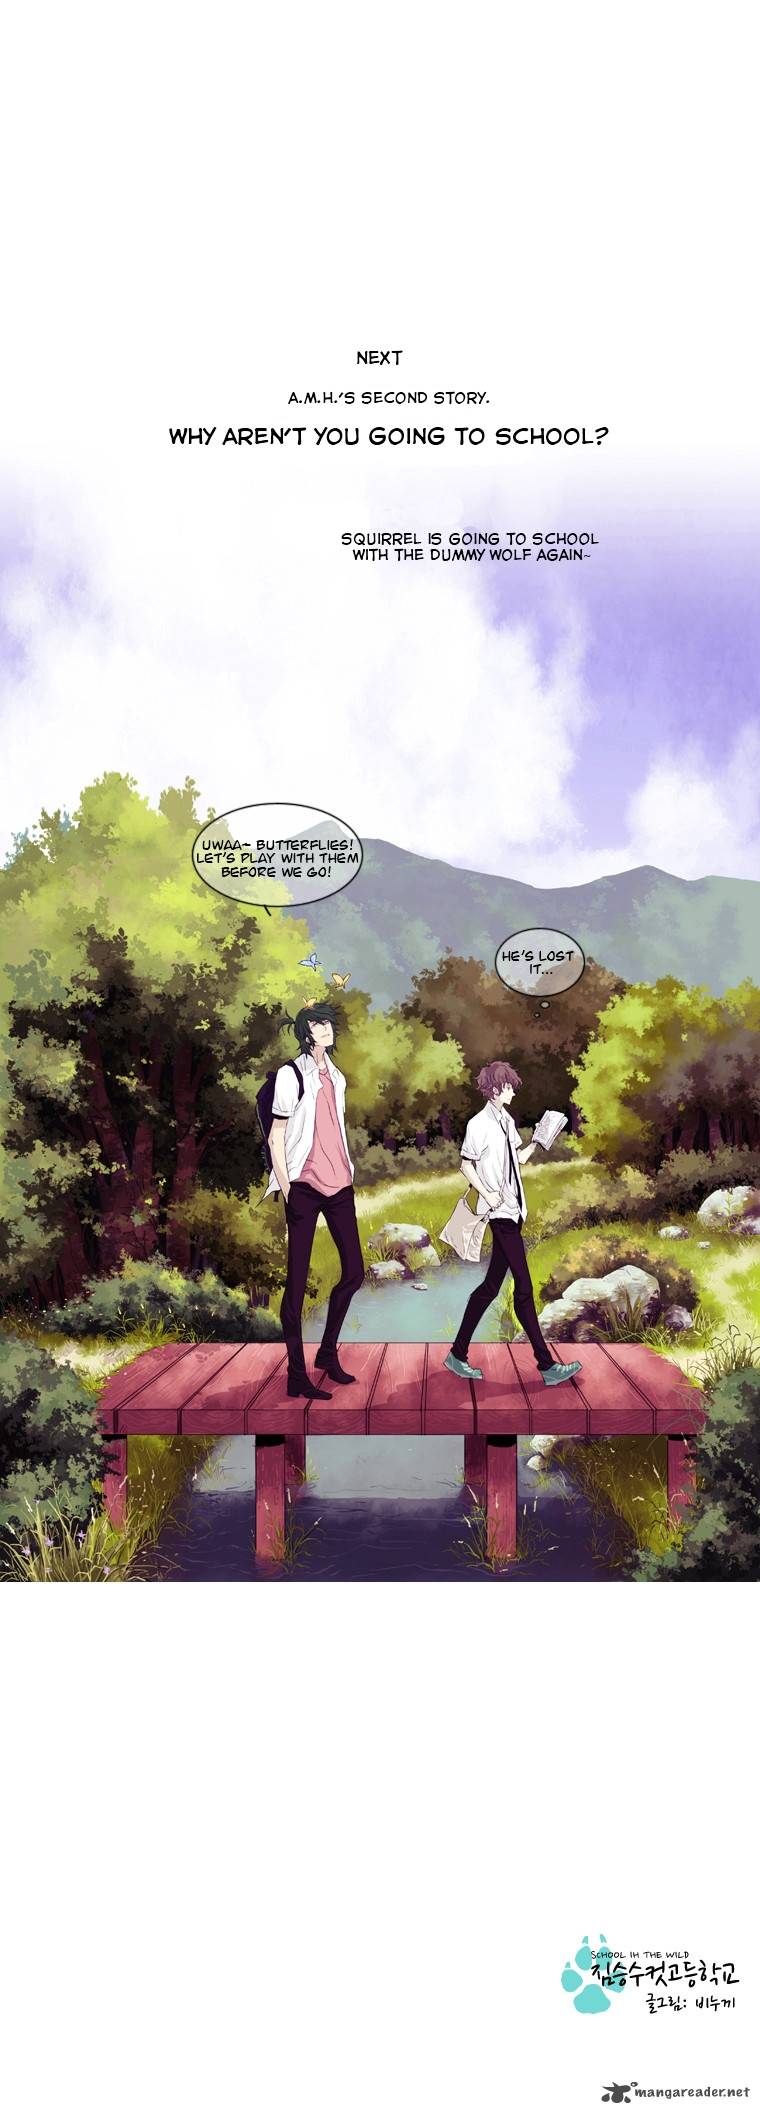 NEXT
A.M.H.'S SECOND STORY.
WHY AREN'T YOU GOING TO SCHOOL?
SQUIRREL IS GOING TO SCHOOL
WITH THE DUMMY WOLF AGAIN~
UWAA~ BUTTERFLIES!
LET'S PLAY WITH THEM
BEFORE WE GO!
HE'S LOST
IT...
SCHOOL IN THE WILD
짐승수컷고등학교
글그림: 비누끼
mangareader.net